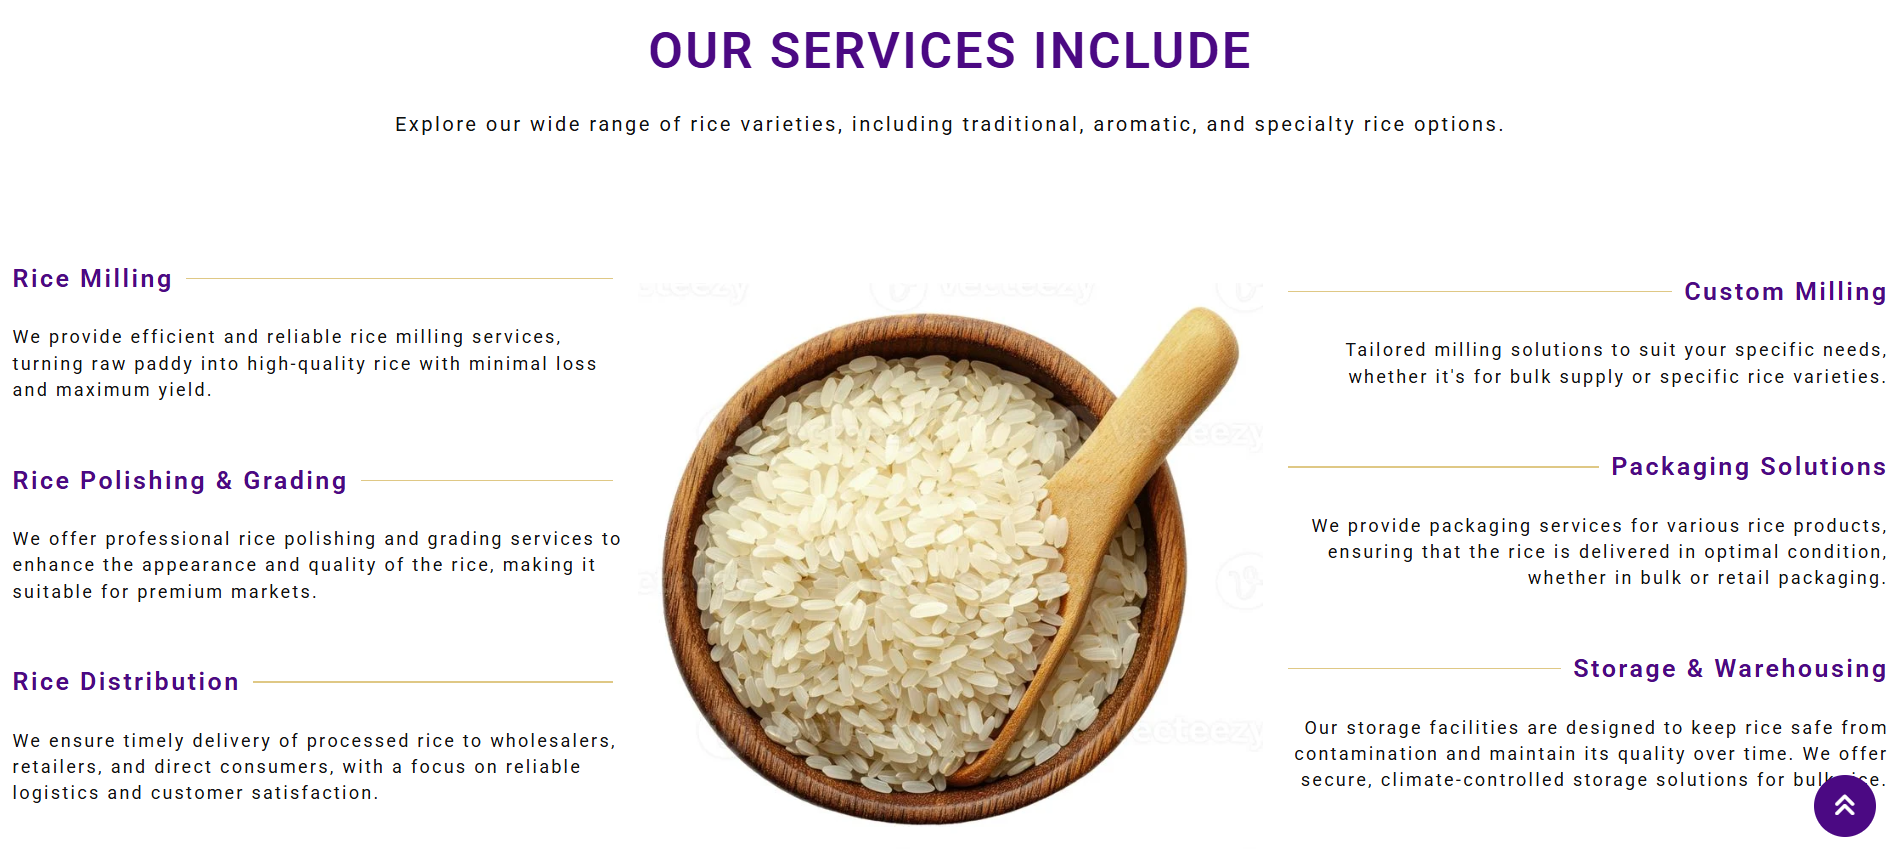 OUR SERVICES INCLUDE
Explore our wide range of rice varieties, including traditional, aromatic, and specialty rice options.
Rice Milling
We provide efficient and reliable rice milling services,
turning raw paddy into high-quality rice with minimal loss
and maximum yield.
Rice Polishing & Grading
We offer professional rice polishing and grading services to
enhance the appearance and quality of the rice, making it
suitable for premium markets.
Rice Distribution
We ensure timely delivery of processed rice to wholesalers,
retailers, and direct consumers, with a focus on reliable
logistics and customer satisfaction.
vecteezy
Custom Milling
Tailored milling solutions to suit your specific needs,
whether it's for bulk supply or specific rice varieties.
Packaging Solutions
We provide packaging services for various rice products,
ensuring that the rice is delivered in optimal condition,
whether in bulk or retail packaging.
Storage & Warehousing
Our storage facilities are designed to keep rice safe from
contamination and maintain its quality over time. We offer
secure, climate-controlled storage solutions for bulk